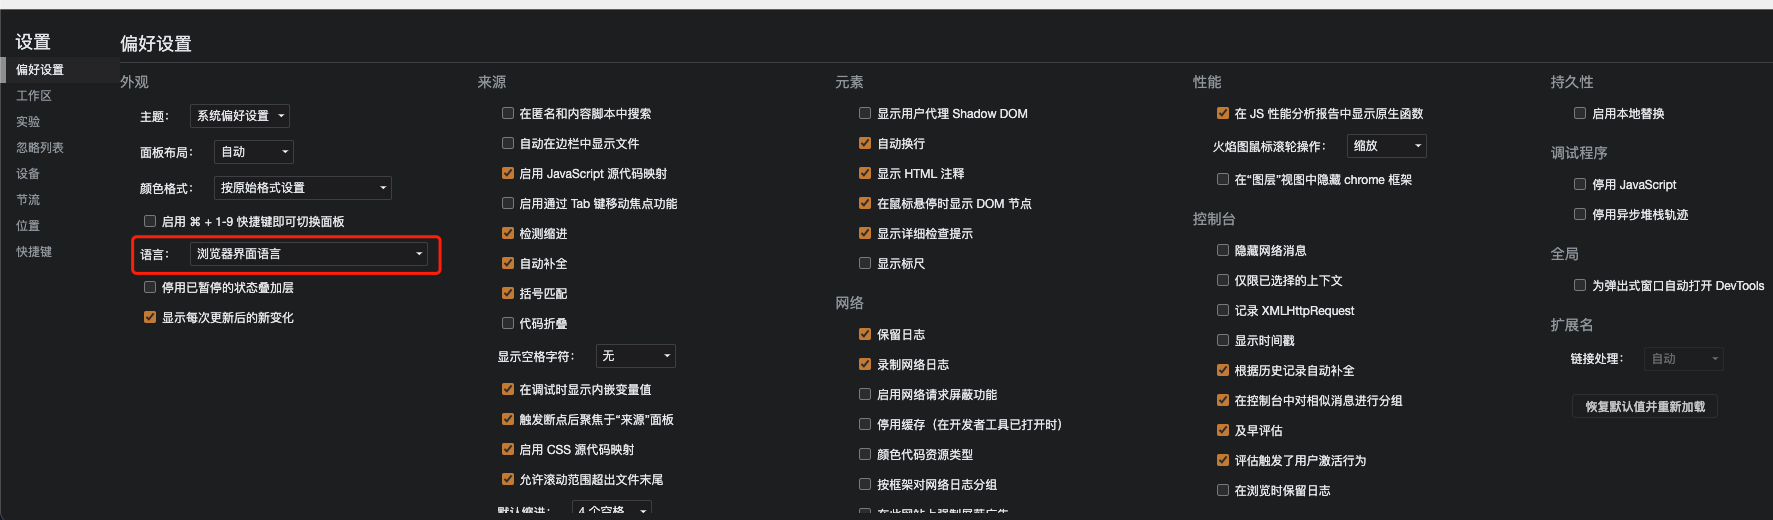 设置
偏好设置
工作区
实验
忽略列表
设备
节流
位置
快捷键
偏好设置
外观
主题： 系统偏好设置
面板布局： 自动
颜色格式： 按原始格式设置
启用 ⌘ + 1-9 快捷键即可切换面板
语言： 浏览器界面语言
停用已暂停的状态叠加层
显示每次更新后的新变化
来源
在匿名和内容脚本中搜索
自动在边栏中显示文件
启用 JavaScript 源代码映射
启用通过 Tab 键移动焦点功能
检测缩进
自动补全
括号匹配
代码折叠
显示空格字符： 无
在调试时显示内嵌变量值
触发断点后聚焦于“来源”面板
启用 CSS 源代码映射
允许滚动范围超出文件末尾
默认缩进： 4 个空格
元素
显示用户代理 Shadow DOM
自动换行
显示 HTML 注释
在鼠标悬停时显示 DOM 节点
显示详细检查提示
显示标尺
网络
保留日志
录制网络日志
启用网络请求屏蔽功能
停用缓存（在开发者工具已打开时）
颜色代码资源类型
按框架对网络日志分组
在此网站上强制屏蔽广告
性能
在 JS 性能分析报告中显示原生函数
火焰图鼠标滚轮操作： 缩放
在“图层”视图中隐藏 chrome 框架
控制台
隐藏网络消息
仅限已选择的上下文
记录 XMLHttpRequest
显示时间戳
根据历史记录自动补全
在控制台中对相似消息进行分组
及早评估
评估触发了用户激活行为
在浏览时保留日志
持久性
启用本地替换
调试程序
停用 JavaScript
停用异步堆栈轨迹
全局
为弹出式窗口自动打开 DevTools
扩展名
链接处理： 自动
恢复默认值并重新加载